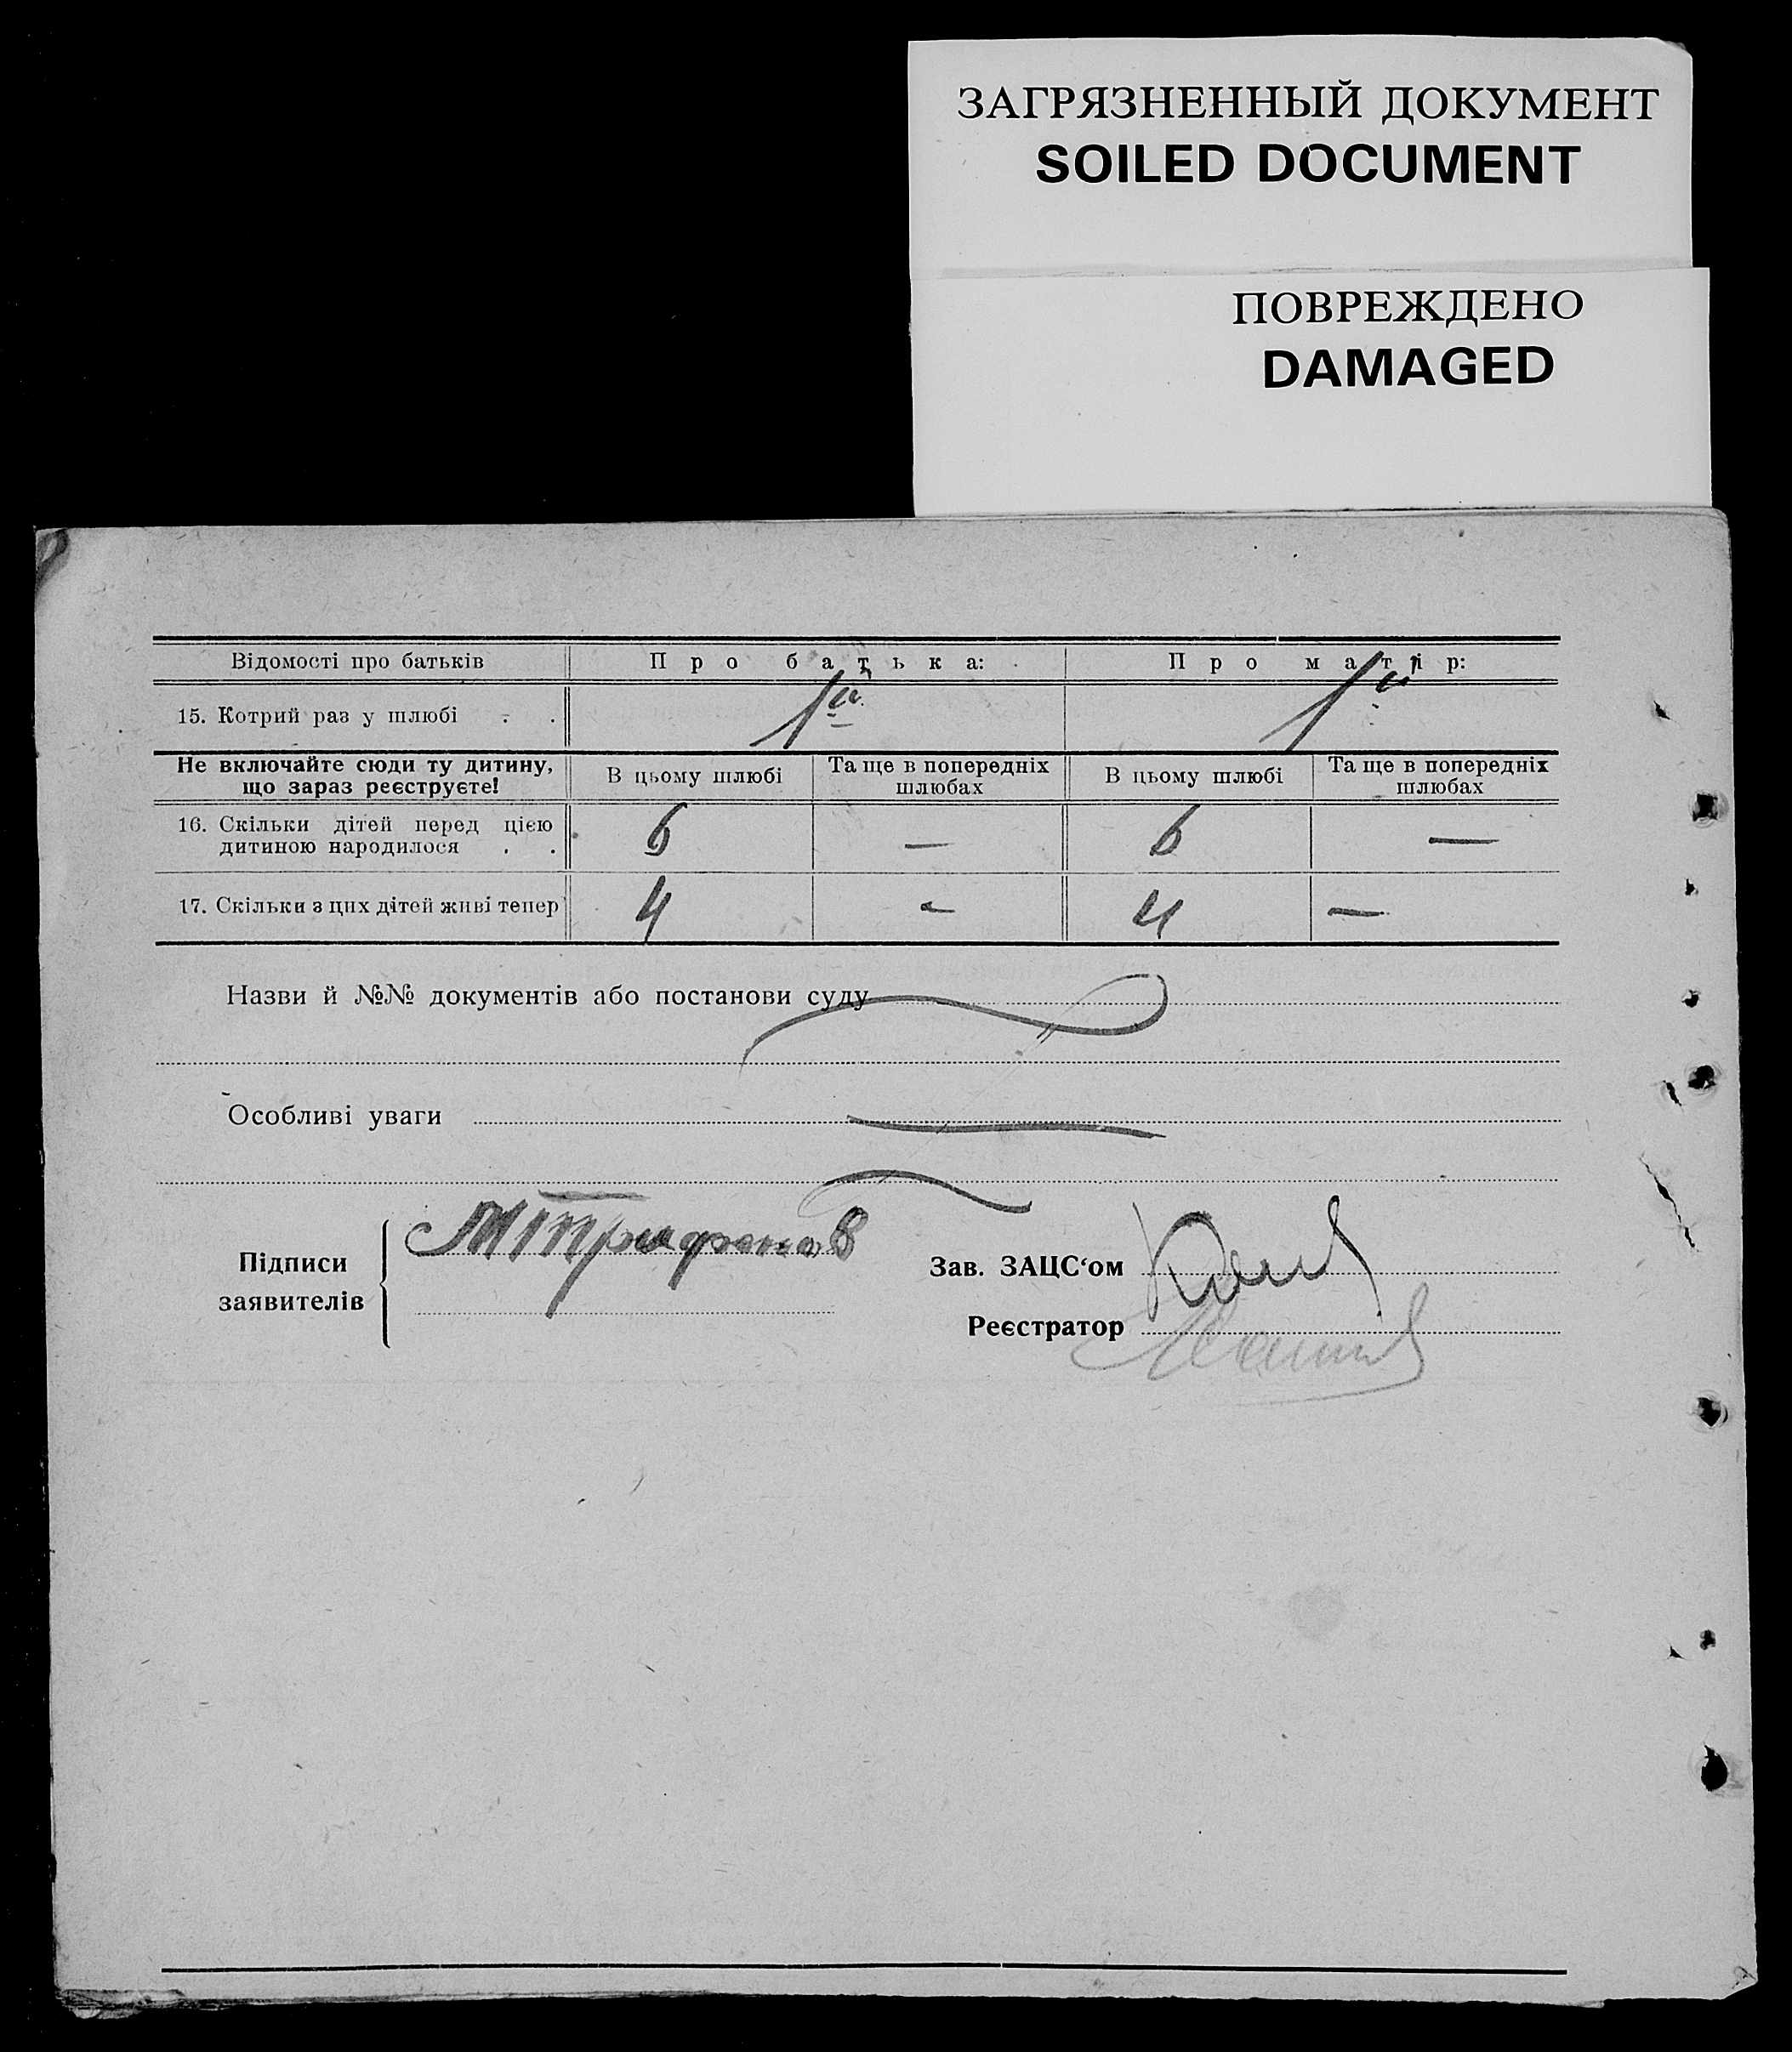 ЗАГРЯЗНЕННЫЙ ДОКУМЕНТ
SOILED DOCUMENT
ПОВРЕЖДЕНО
DAMAGED
Відомості про батьків Про батька: Про матір:
15. Котрий раз у шлюбі . . 1й 1й
Не включайте сюди ту дитину, що зараз реєструєте! В цьому шлюбі Та ще в попередніх шлюбах В цьому шлюбі Та ще в попередніх шлюбах
16. Скільки дітей перед цією
дитиною народилося . . 6 — 6 —
17. Скільки з цих дітей живі тепер 4 - 4 —
Назви й №№ документів або постанови суду
Особливі уваги
Підписи
заявителів
МТрифонов
Зав. ЗАЦС‘ом
Реєстратор